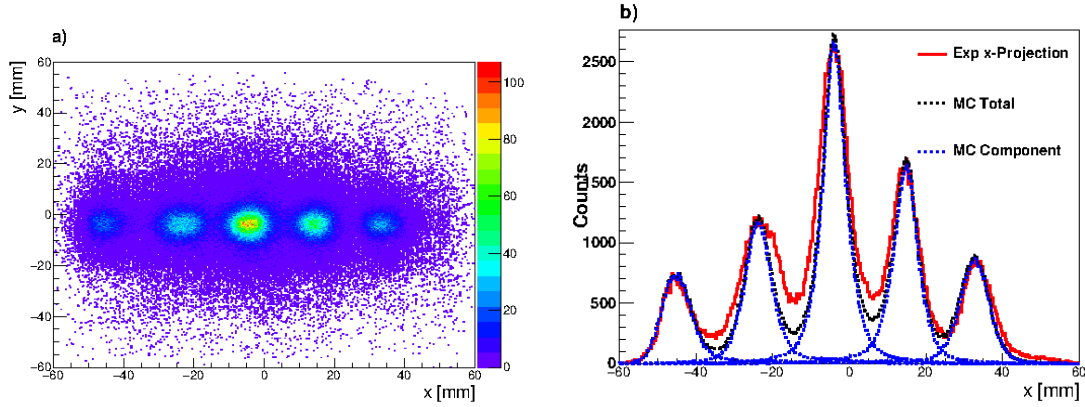 a)
y [mm]
60
40
20
0
−20
−40
−60
−60 −40 −20 0 20 40 60
x [mm]
100
80
60
40
20
0
b)
Counts
2500
2000
1500
1000
500
0
−60 −40 −20 0 20 40 60
x [mm]
Exp x-Projection
MC Total
MC Component